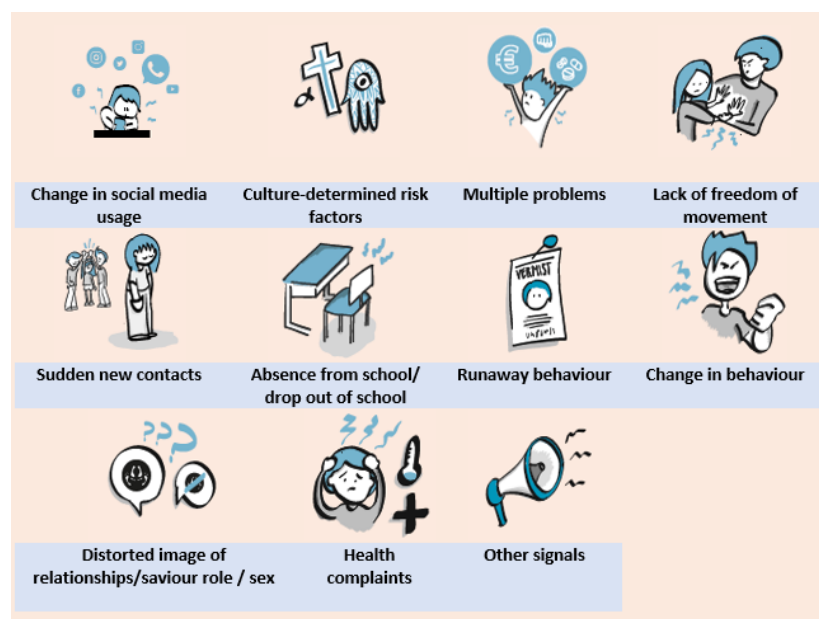 Change in social media
usage
Culture-determined risk
factors
Multiple problems
Lack of freedom of
movement
VERMIST
Sudden new contacts
Absence from school/
drop out of school
Runaway behaviour
Change in behaviour
???
Distorted image of
relationships/saviour role / sex
Health
complaints
Other signals